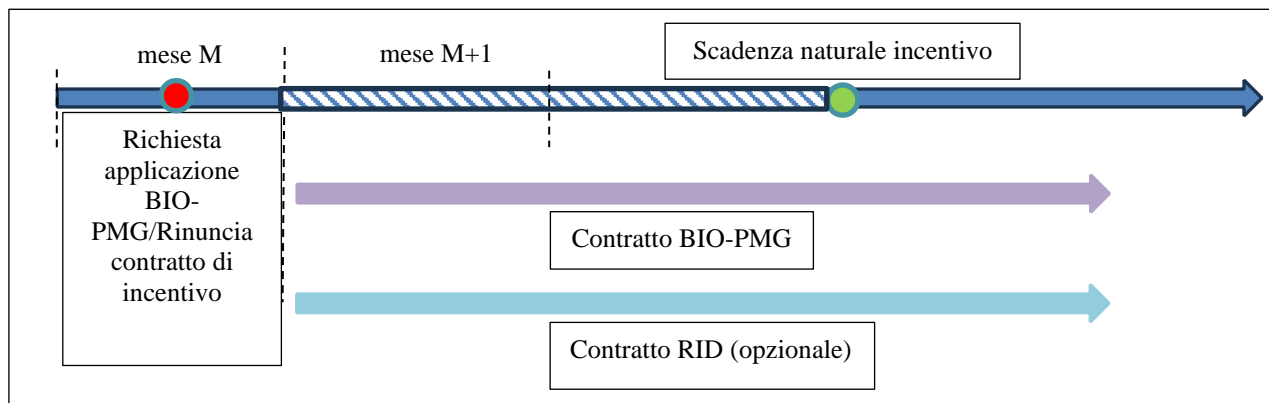 mese M
mese M+1
Scadenza naturale incentivo
Richiesta
applicazione
BIO-
PMG/Rinuncia
contratto di
incentivo
Contratto BIO-PMG
Contratto RID (opzionale)